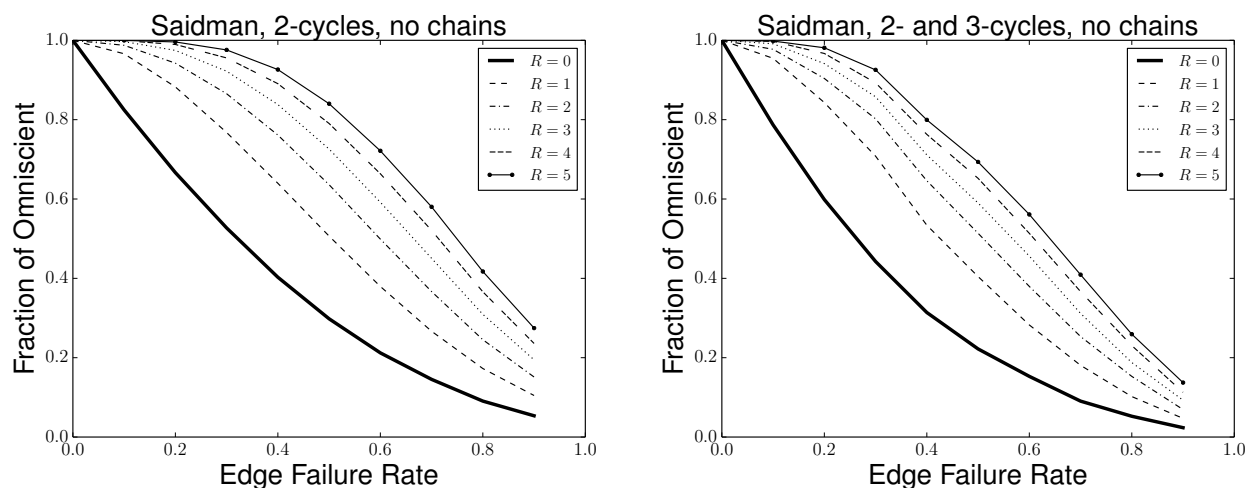 Saidman, 2-cycles, no chains
1.0
0.8
0.6
0.4
0.2
0.0
Fraction of Omniscient
R = 0
R = 1
R = 2
R = 3
R = 4
R = 5
0.0 0.2 0.4 0.6 0.8 1.0
Edge Failure Rate
Saidman, 2- and 3-cycles, no chains
1.0
0.8
0.6
0.4
0.2
0.0
Fraction of Omniscient
R = 0
R = 1
R = 2
R = 3
R = 4
R = 5
0.0 0.2 0.4 0.6 0.8 1.0
Edge Failure Rate